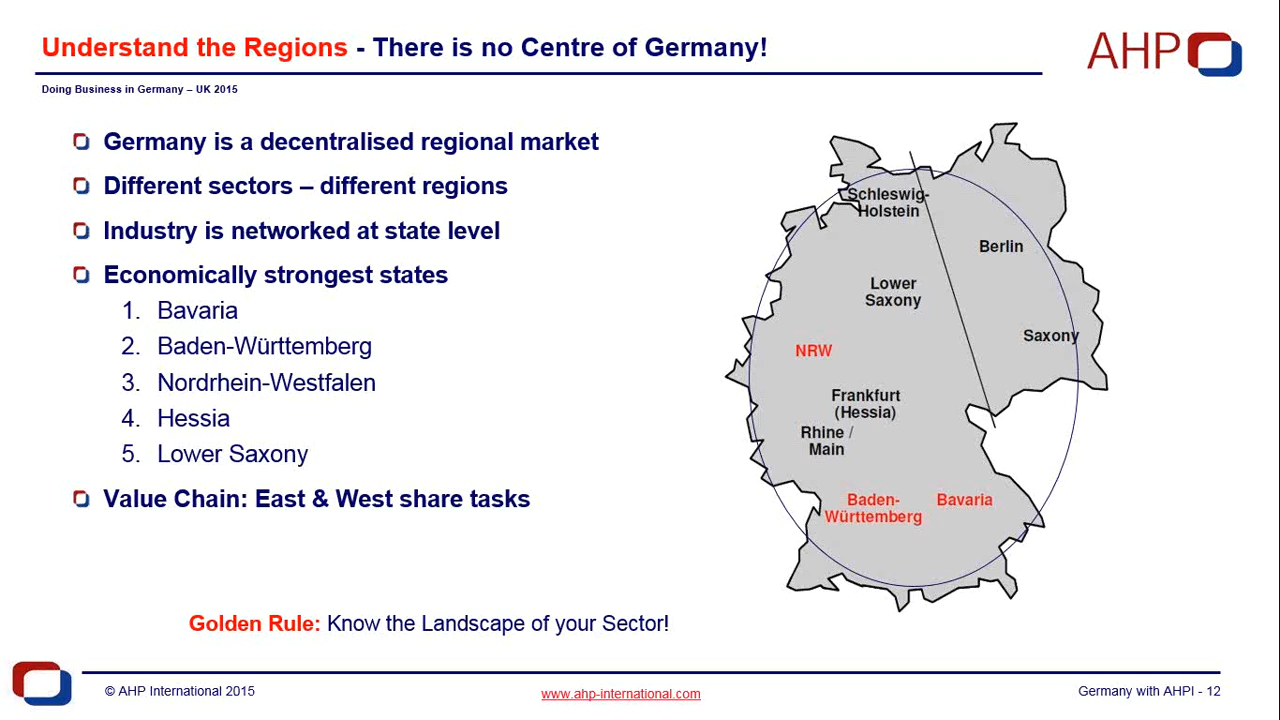 Understand the Regions - There is no Centre of Germany!
AHP
Doing Business in Germany – UK 2015
Germany is a decentralised regional market
Different sectors – different regions
Industry is networked at state level
Economically strongest states
1. Bavaria
2. Baden-Württemberg
3. Nordrhein-Westfalen
4. Hessia
5. Lower Saxony
Value Chain: East & West share tasks
Schleswig-
Holstein
Berlin
Lower
Saxony
Saxony
NRW
Frankfurt
(Hessia)
Rhine /
Main
Baden-
Württemberg
Bavaria
Golden Rule: Know the Landscape of your Sector!
© AHP International 2015
www.ahp-international.com
Germany with AHPI - 12